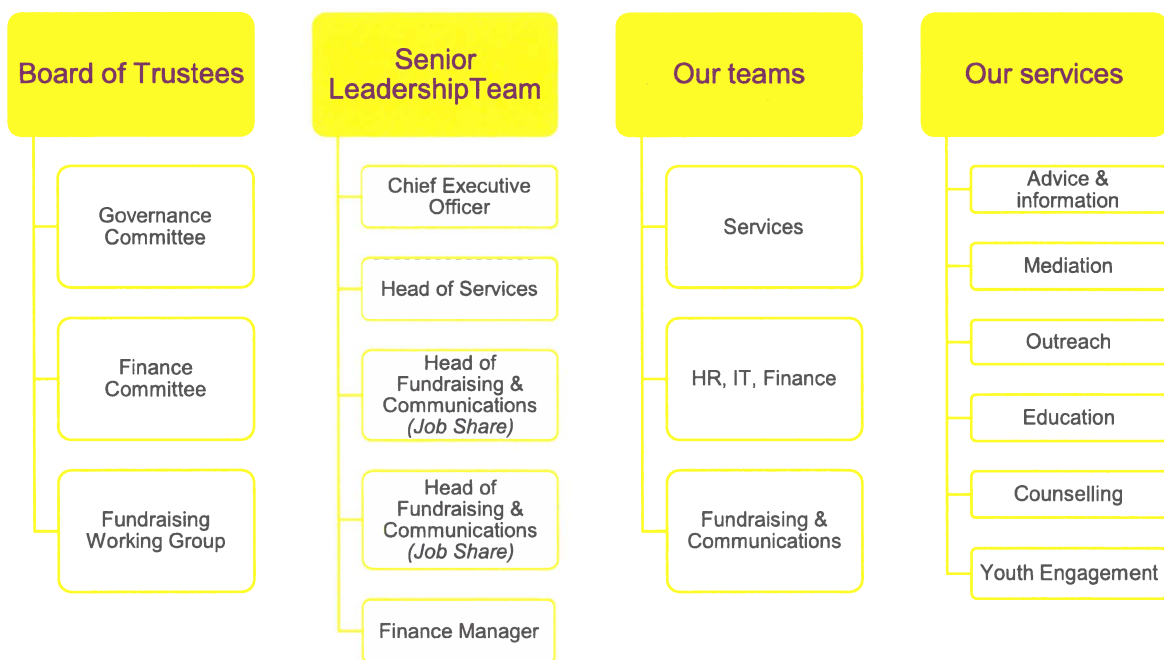 Board of Trustees
Governance
Committee
Finance
Committee
Fundraising
Working Group
Senior
LeadershipTeam
Chief Executive
Officer
Head of Services
Head of
Fundraising &
Communications
(Job Share)
Head of
Fundraising &
Communications
(Job Share)
Finance Manager
Our teams
Services
HR, IT, Finance
Fundraising &
Communications
Our services
Advice &
information
Mediation
Outreach
Education
Counselling
Youth Engagement